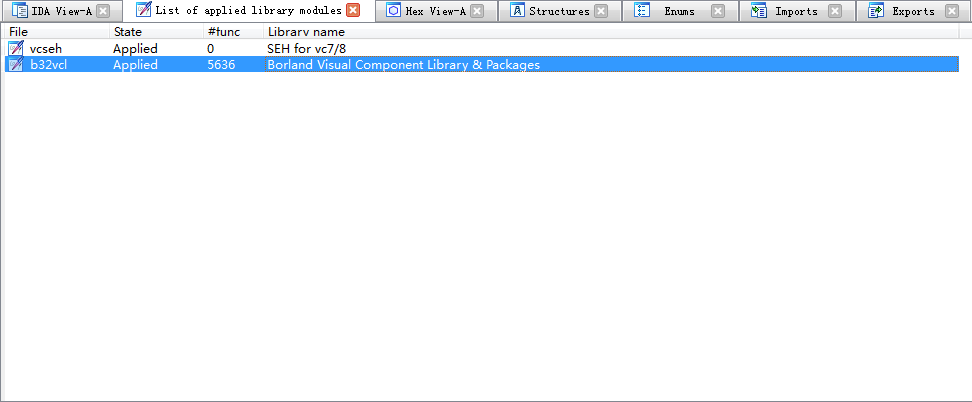 IDA View-A List of applied library modules Hex View-A Structures Enums Imports Exports
File State #func Library name
vcseh Applied 0 SEH for vc7/8
b32vcl Applied 5636 Borland Visual Component Library & Packages